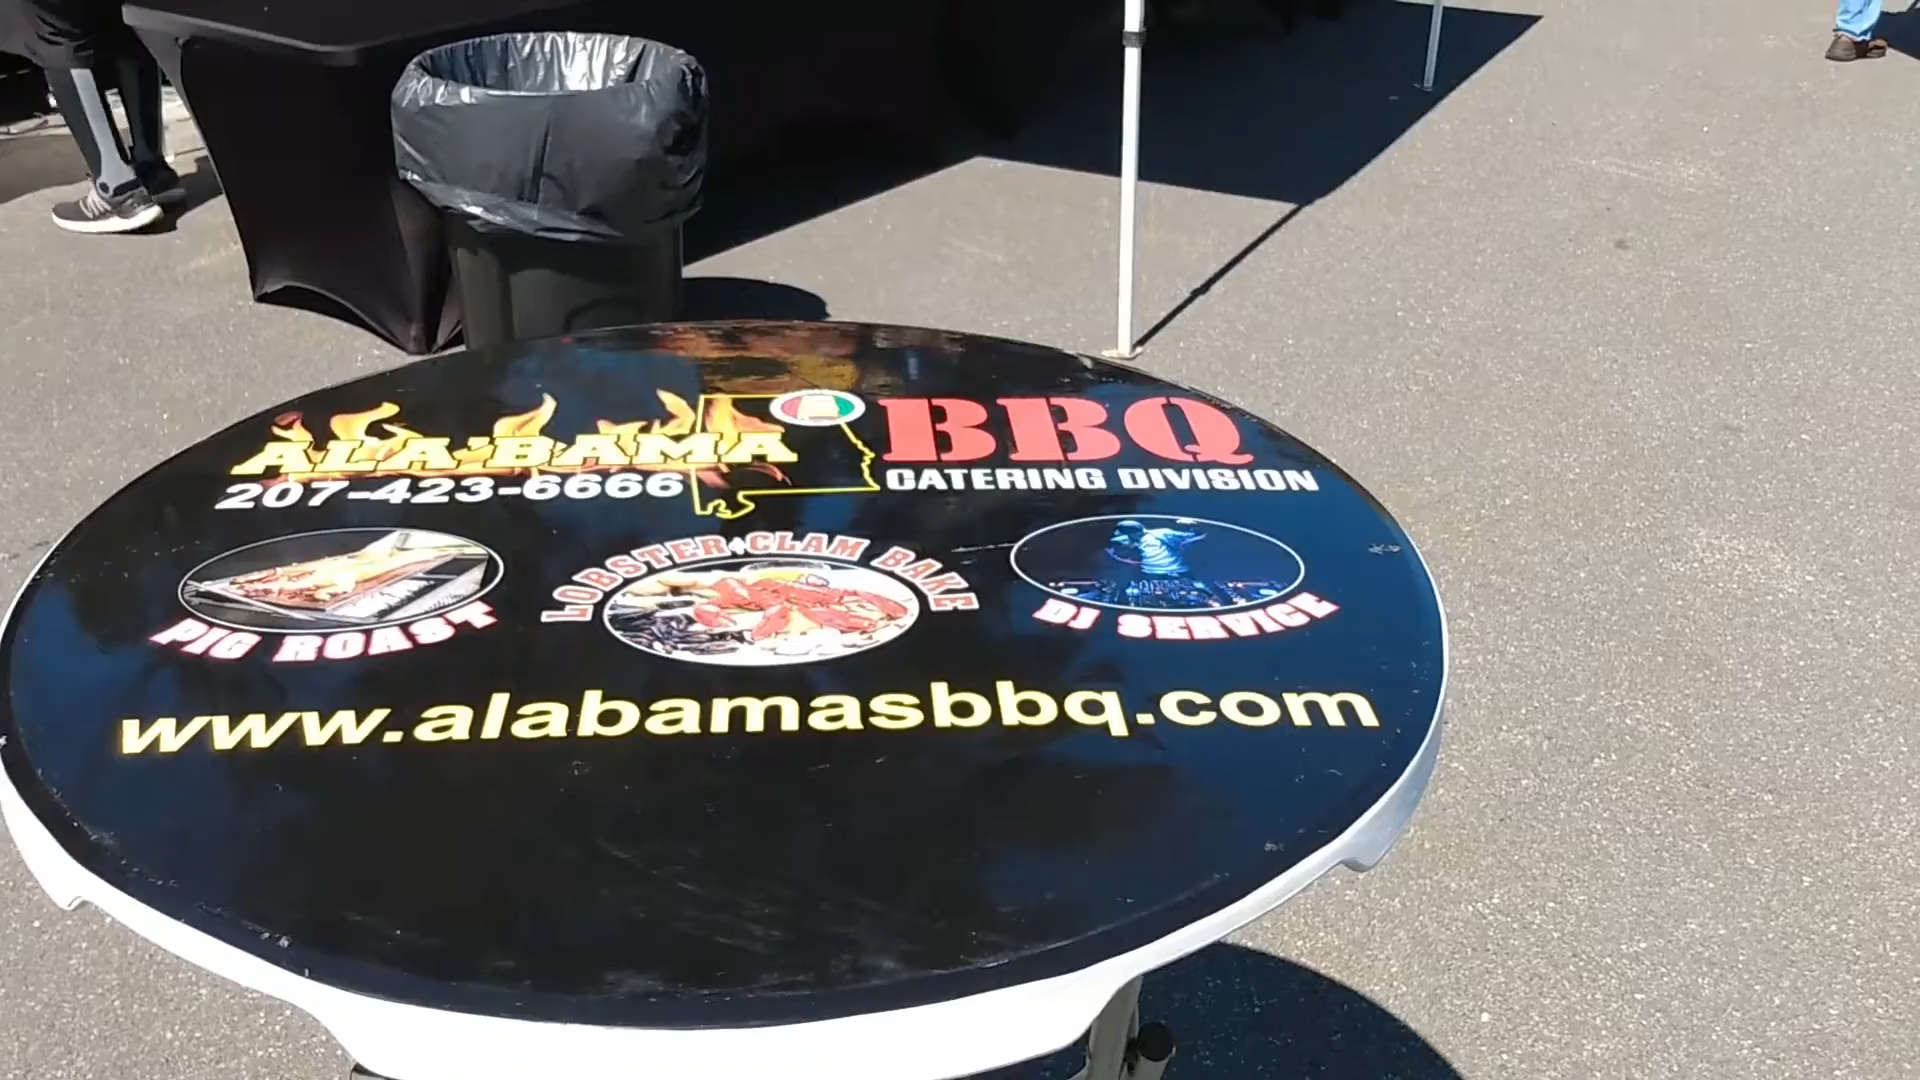 ALA'BAMA BBQ
207-423-6666 CATERING DIVISION
PIG ROAST
LOBSTER CLAM BAKE
DJ SERVICE
www.alabamasbbq.com